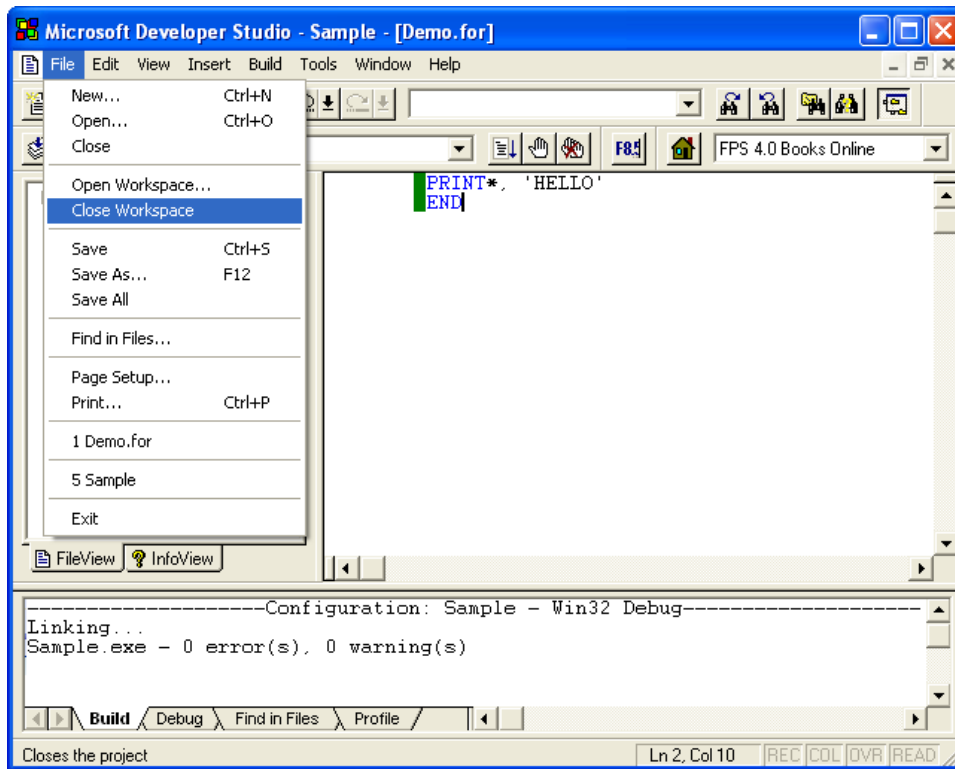 Microsoft Developer Studio - Sample - [Demo.for]
File Edit View Insert Build Tools Window Help
New... Ctrl+N
Open... Ctrl+O
Close
F8.5 FPS 4.0 Books Online
Open Workspace...
Close Workspace
PRINT*, 'HELLO'
END
Save Ctrl+S
Save As... F12
Save All
Find in Files...
Page Setup...
Print... Ctrl+P
1 Demo.for
5 Sample
Exit
FileView InfoView
--------------------Configuration: Sample - Win32 Debug--------------------
Linking...
Sample.exe - 0 error(s), 0 warning(s)
Build Debug Find in Files Profile
Closes the project Ln 2, Col 10 REC COL OVR READ